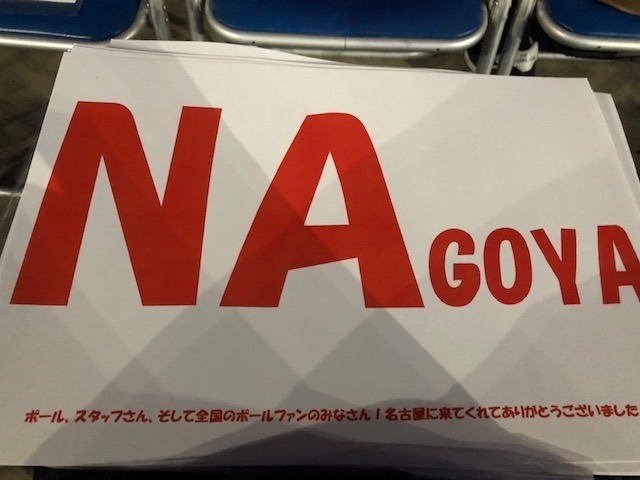 NAGOYA
ポール、スタッフさん、そして全国のポールファンのみなさん！名古屋に来てくれてありがとうございました